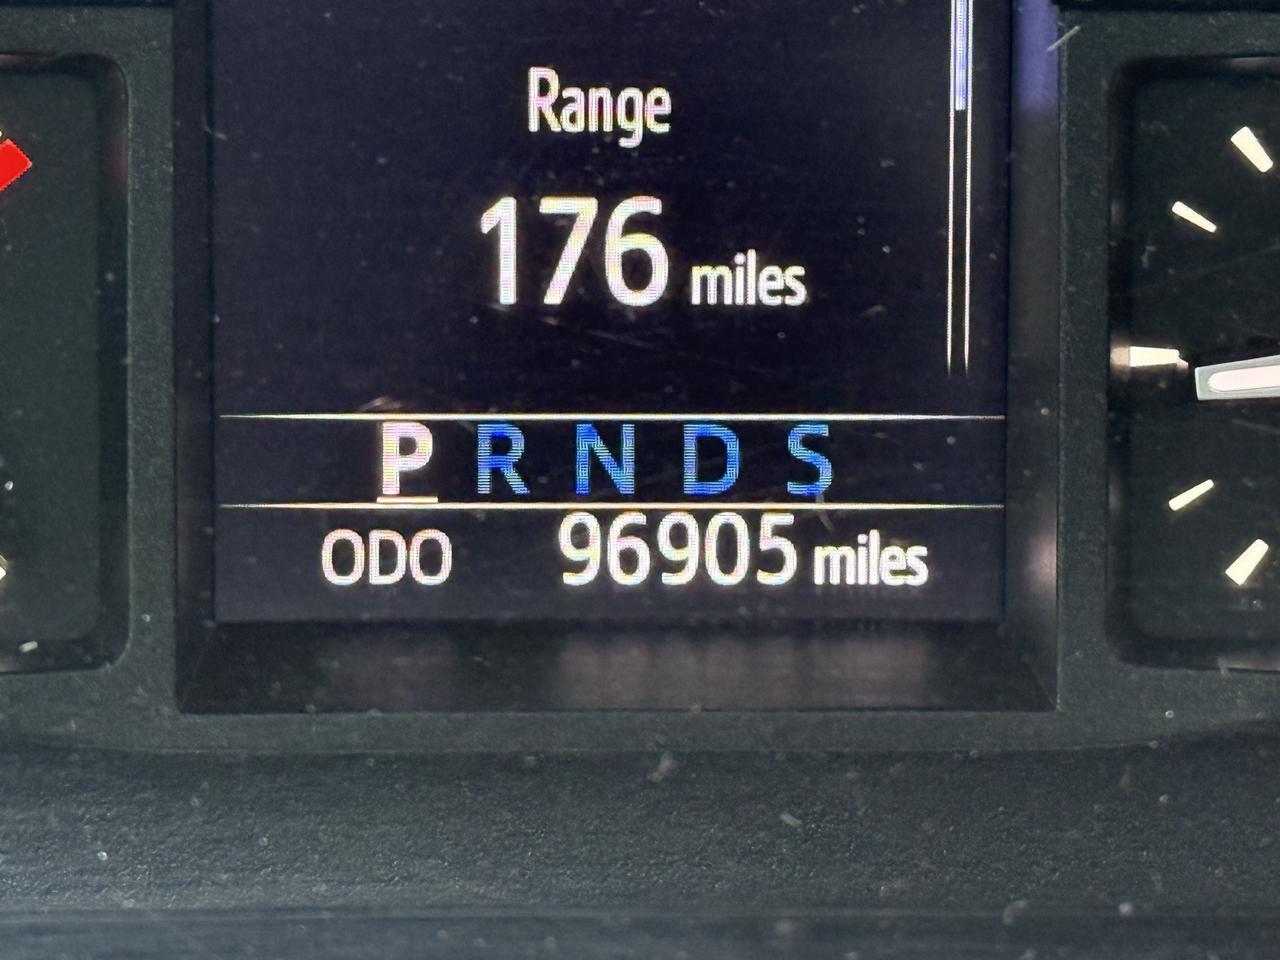 Range
176 miles
P R N D S
ODO 96905 miles